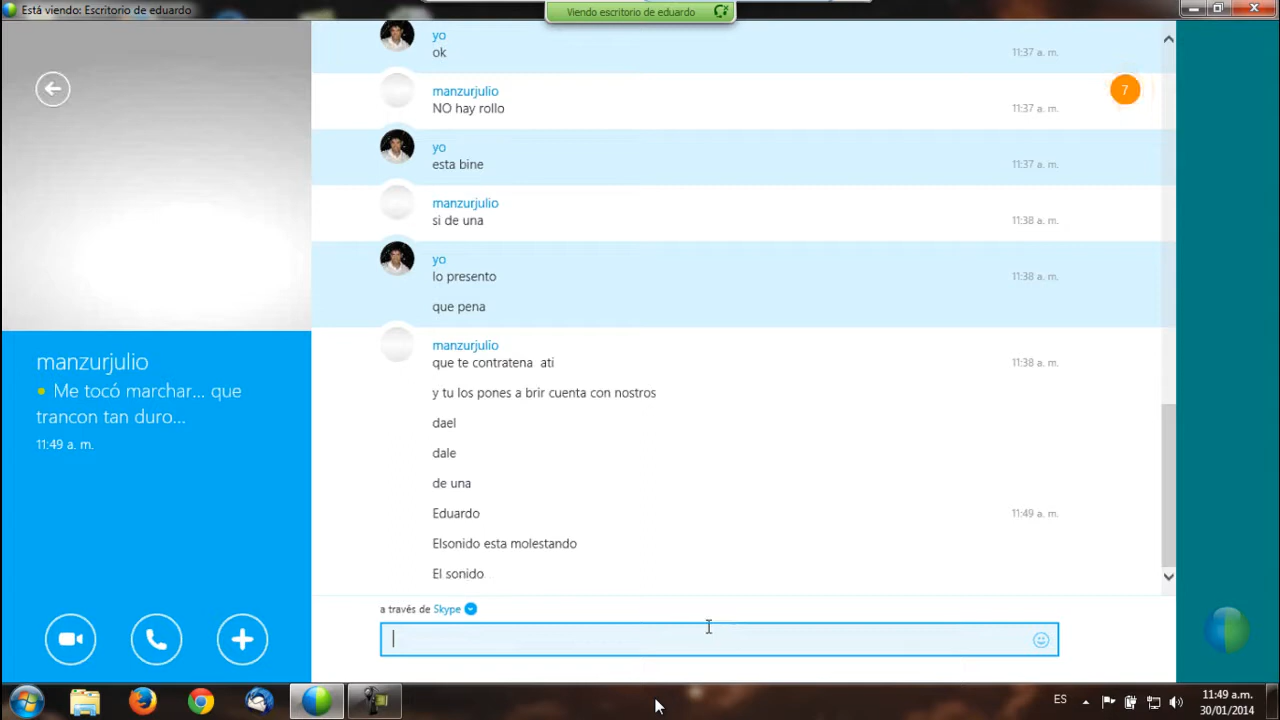 Está viendo: Escritorio de eduardo
Viendo escritorio de eduardo
yo
ok
11:37 a. m.
manzurjulio
NO hay rollo
11:37 a. m.
7
yo
esta bine
11:37 a. m.
manzurjulio
si de una
11:38 a. m.
yo
lo presento
11:38 a. m.
que pena
manzurjulio
que te contratena ati
11:38 a. m.
y tu los pones a brir cuenta con nostros
dael
dale
de una
Eduardo
11:49 a. m.
Elsonido esta molestando
El sonido
manzurjulio
Me tocó marchar... que
trancon tan duro...
11:49 a. m.
a través de Skype
ES
11:49 a.m.
30/01/2014